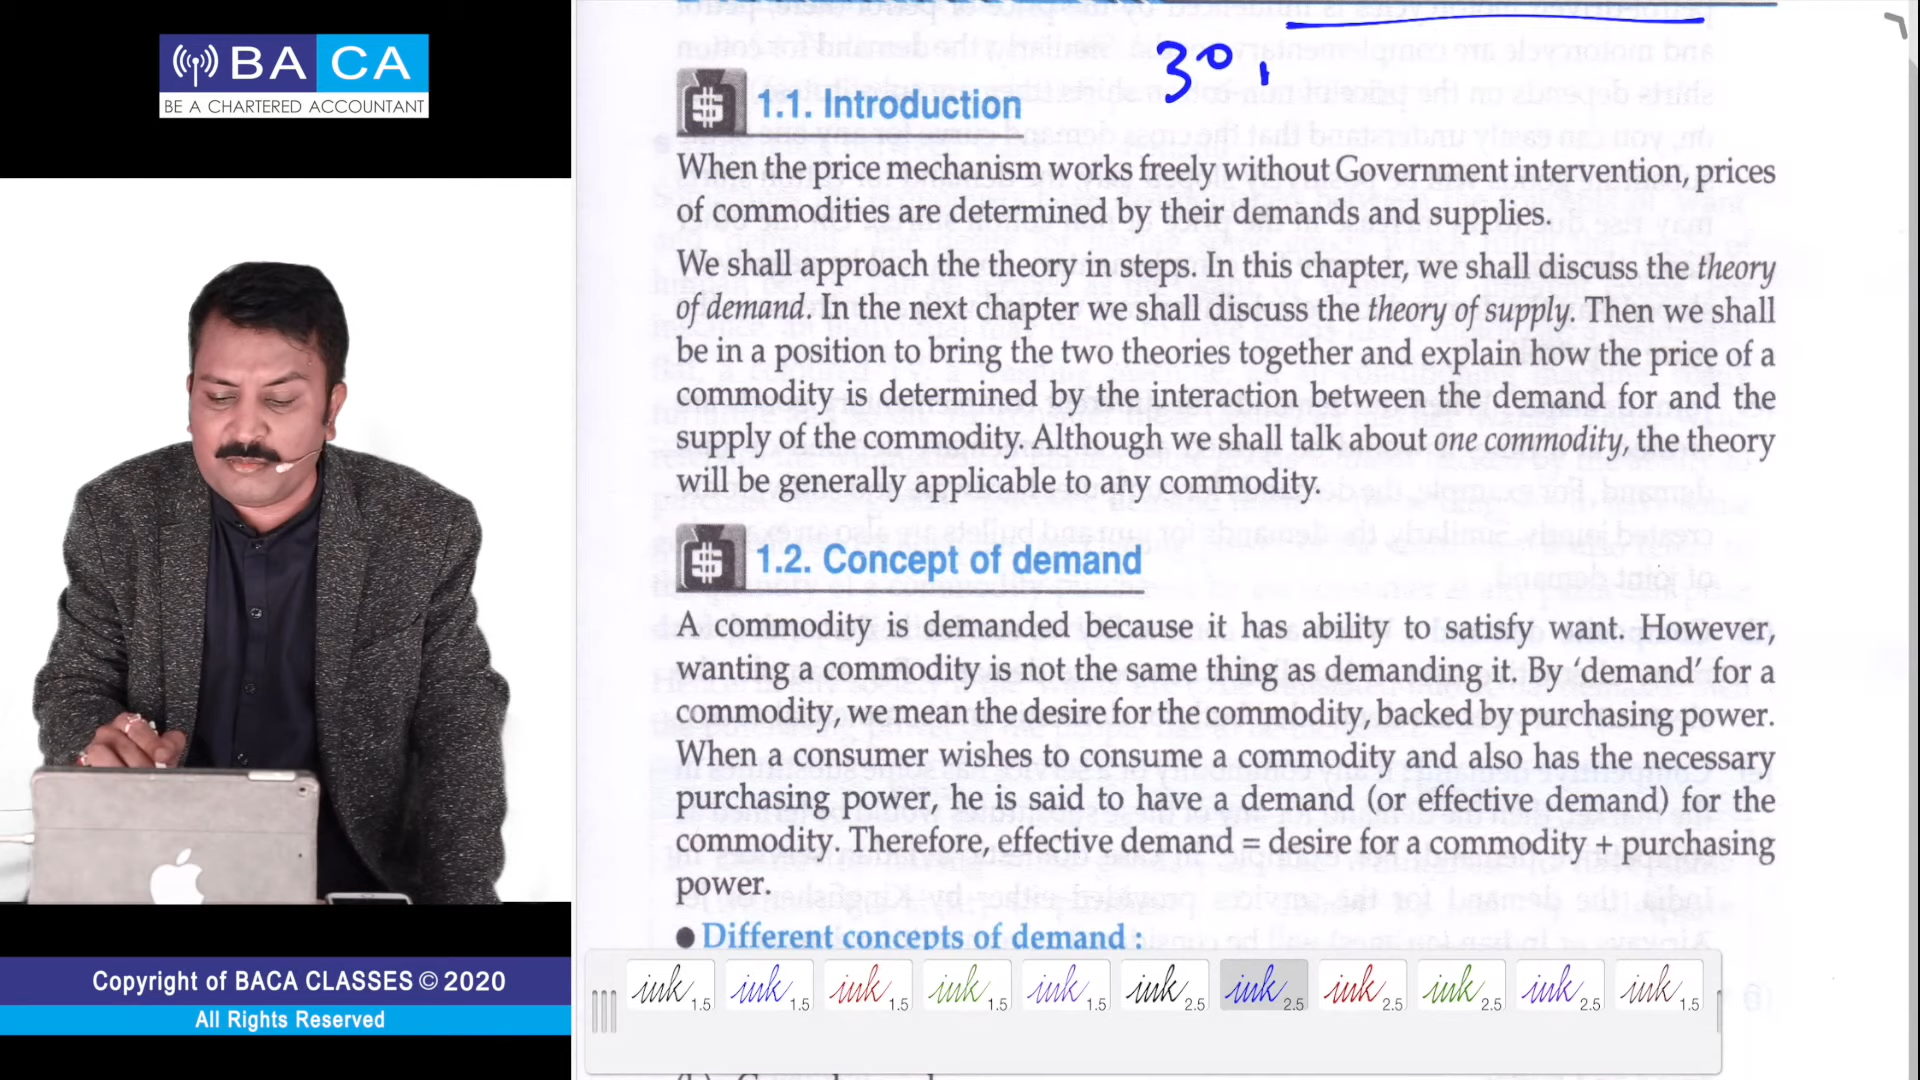 BA CA
BE A CHARTERED ACCOUNTANT
1.1. Introduction
When the price mechanism works freely without Government intervention, prices
of commodities are determined by their demands and supplies.
We shall approach the theory in steps. In this chapter, we shall discuss the theory
of demand. In the next chapter we shall discuss the theory of supply. Then we shall
be in a position to bring the two theories together and explain how the price of a
commodity is determined by the interaction between the demand for and the
supply of the commodity. Although we shall talk about one commodity, the theory
will be generally applicable to any commodity.
1.2. Concept of demand
A commodity is demanded because it has ability to satisfy want. However,
wanting a commodity is not the same thing as demanding it. By ‘demand’ for a
commodity, we mean the desire for the commodity, backed by purchasing power.
When a consumer wishes to consume a commodity and also has the necessary
purchasing power, he is said to have a demand (or effective demand) for the
commodity. Therefore, effective demand = desire for a commodity + purchasing
power.
● Different concepts of demand :
ink 1.5 ink 1.5 ink 1.5 ink 1.5 ink 1.5 ink 2.5 ink 2.5 ink 2.5 ink 2.5 ink 2.5 ink 1.5
Copyright of BACA CLASSES © 2020
All Rights Reserved